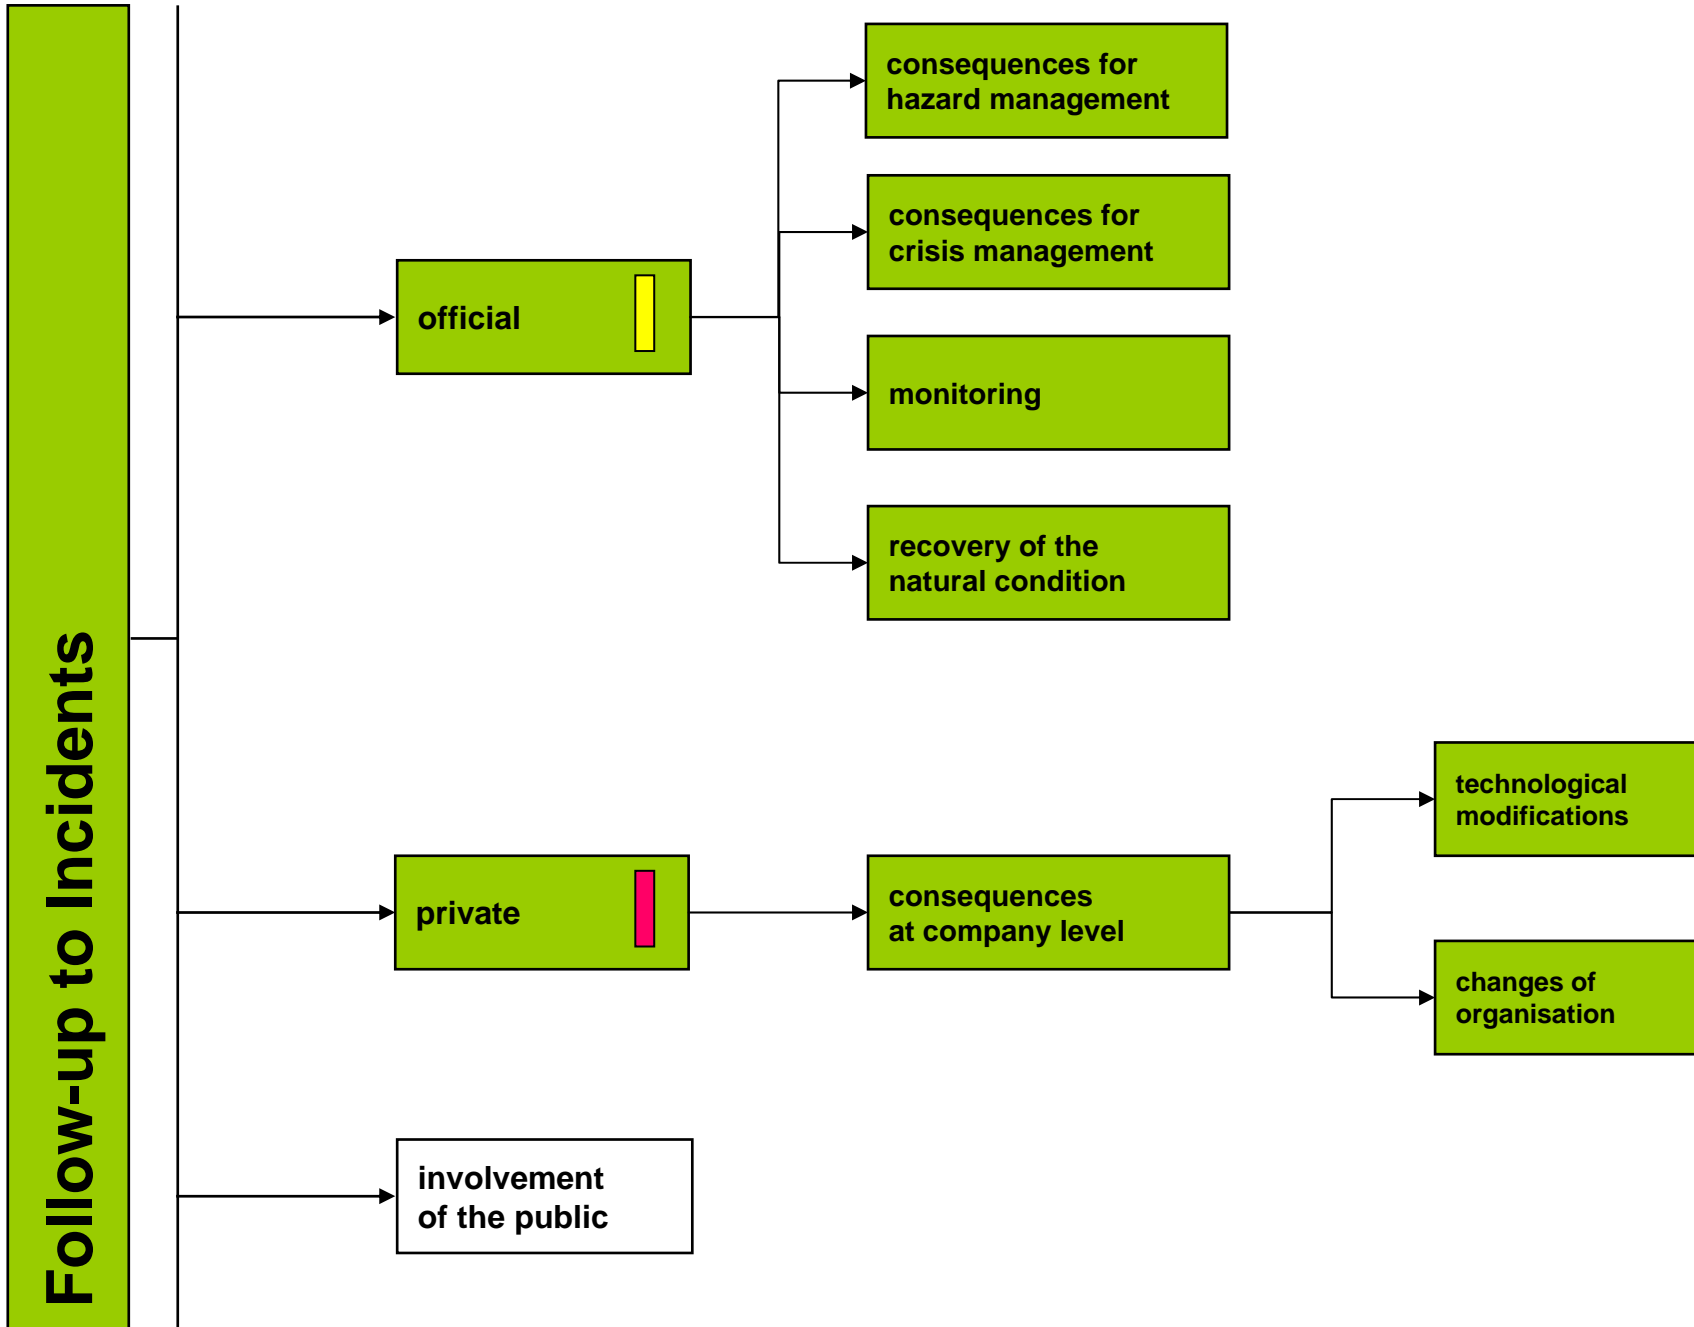 Follow-up to Incidents
official
consequences for
hazard management
consequences for
crisis management
monitoring
recovery of the
natural condition
private
consequences
at company level
technological
modifications
changes of
organisation
involvement
of the public